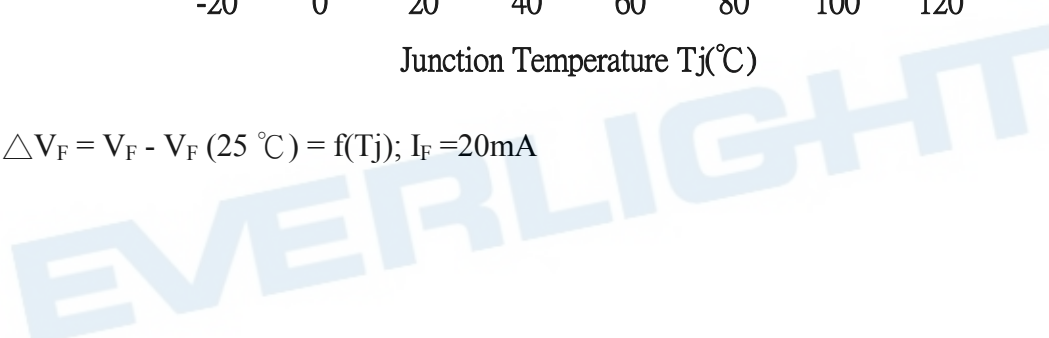 -20 0 20 40 60 80 100 120
Junction Temperature Tj(℃)
△VF = VF - VF (25 ℃) = f(Tj); IF =20mA
EVERLIGHT